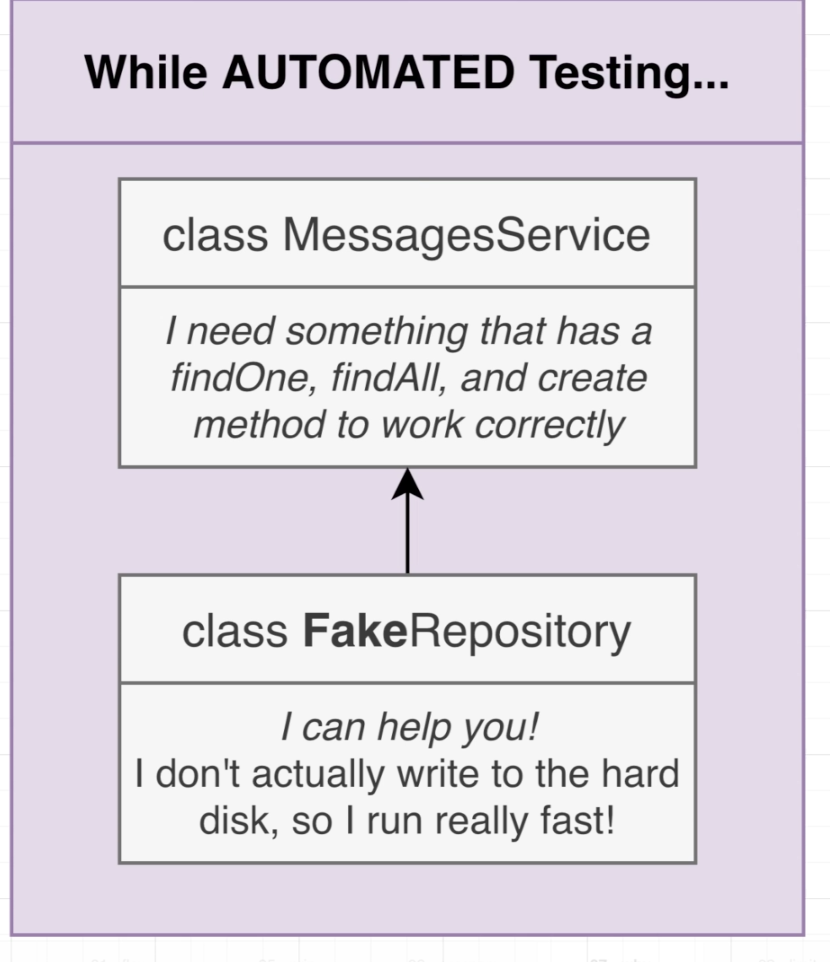 While AUTOMATED Testing...
class MessagesService
I need something that has a
findOne, findAll, and create
method to work correctly
class FakeRepository
I can help you!
I don't actually write to the hard
disk, so I run really fast!